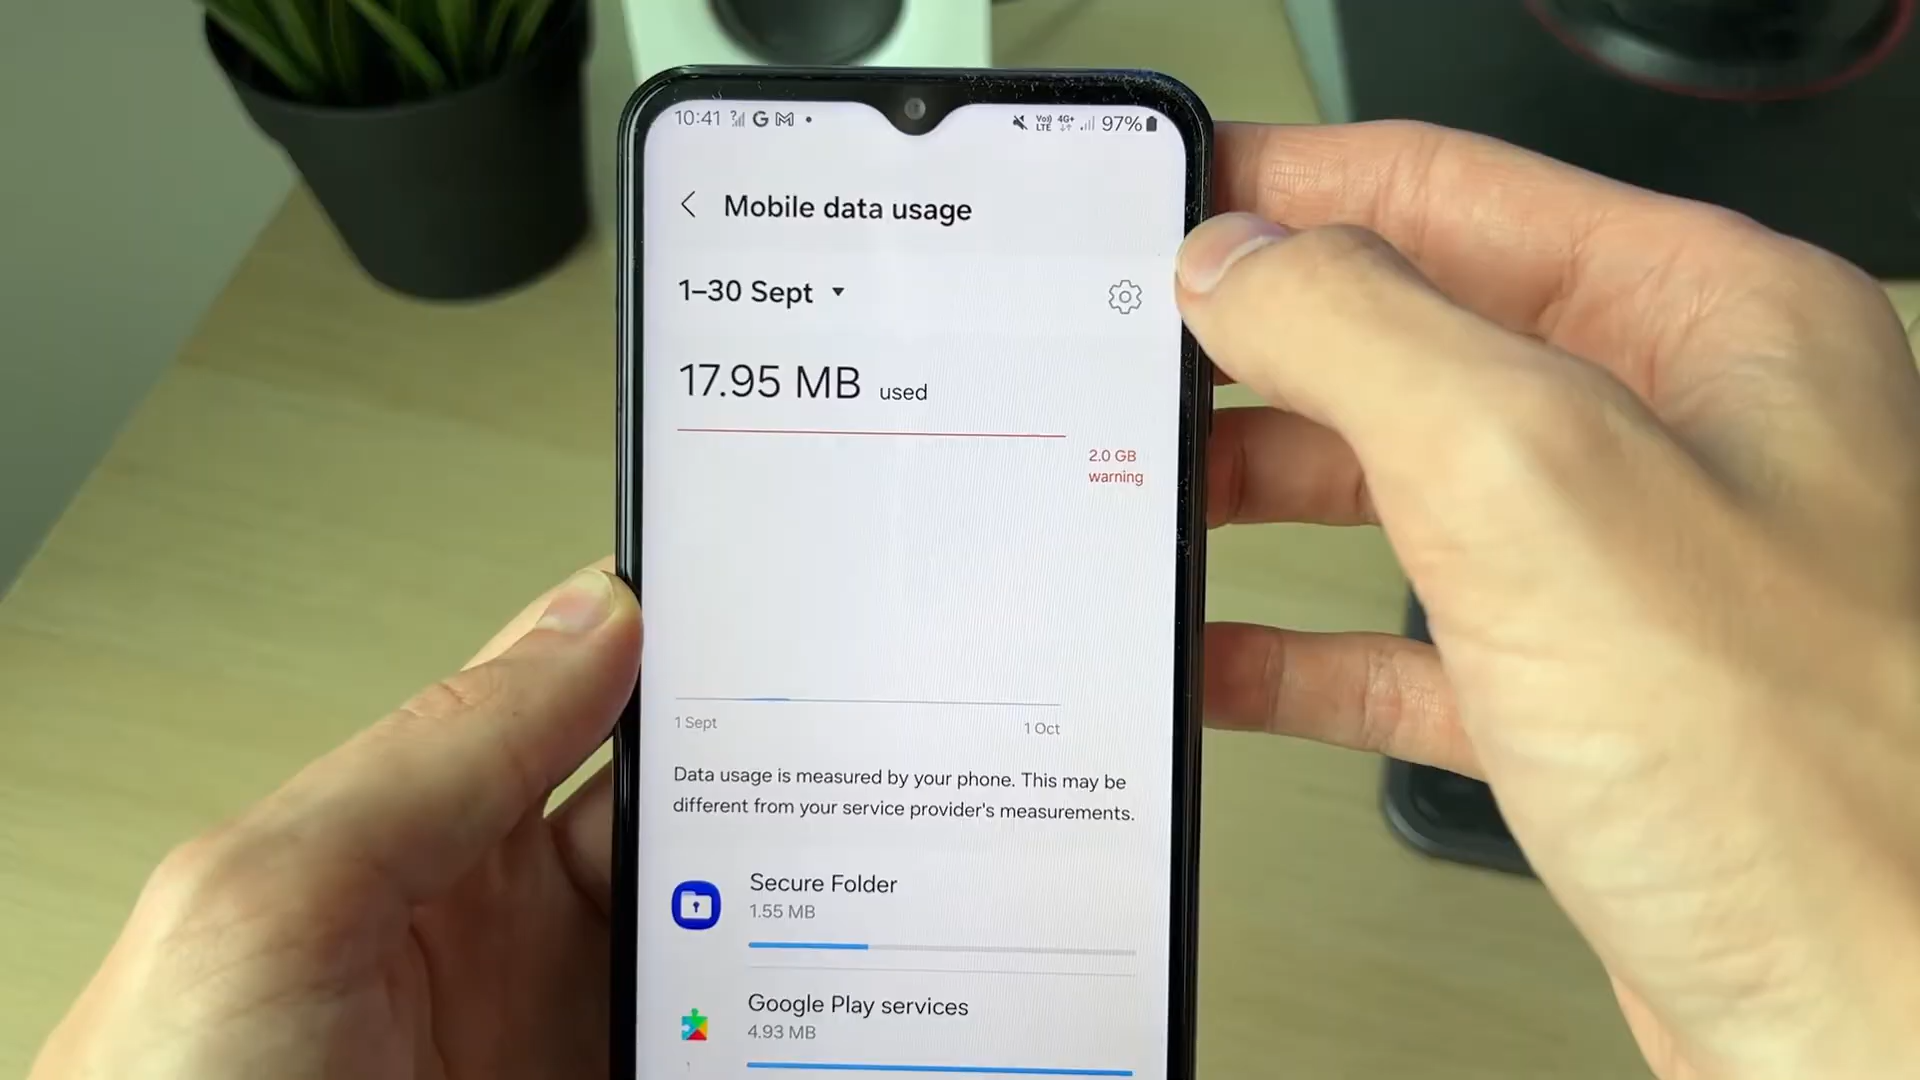 10:41 G M
VoLTE 4G+ 97%
Mobile data usage
1–30 Sept
17.95 MB used
2.0 GB
warning
1 Sept
1 Oct
Data usage is measured by your phone. This may be
different from your service provider's measurements.
Secure Folder
1.55 MB
Google Play services
4.93 MB